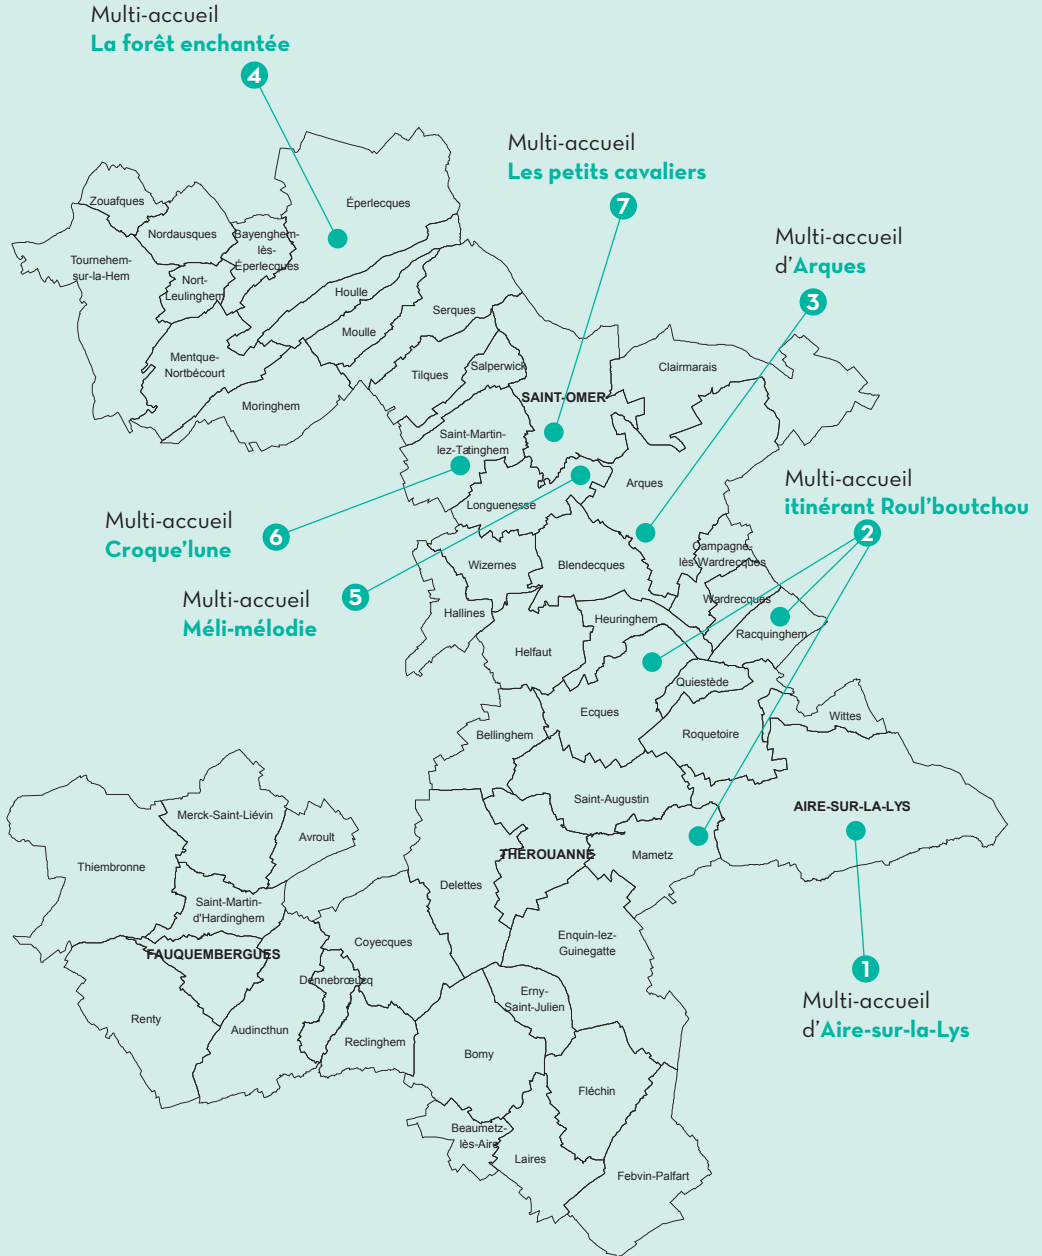 Multi-accueil
La forêt enchantée
4
Multi-accueil
Les petits cavaliers
7
Multi-accueil
d'Arques
3
Zouafques
Éperlecques
Nordausques
Bayenghem-
lès-
Éperlecques
Tournehem-
sur-la-Hem
Nort-
Leulinghem
Houlle
Serques
Moulle
Mentque-
Nortbécourt
Salperwick
Clairmarais
Tilques
Moringhem
SAINT-OMER
Saint-Martin-
lez-Tatinghem
Arques
Multi-accueil
itinérant Roul'boutchou
2
Longuenesse
Multi-accueil
Croque'lune
6
Campagne-
lès-Wardrecques
Wizernes
Blendecques
Multi-accueil
Méli-mélodie
5
Wardrecques
Hallines
Heuringhem
Racquinghem
Helfaut
Quiestède
Ecques
Wittes
Bellinghem
Roquetoire
Saint-Augustin
AIRE-SUR-LA-LYS
Merck-Saint-Liévin
Avroult
Thiembronne
THÉROUANNE
Mametz
Delettes
Saint-Martin-
d'Hardinghem
Enquin-lez-
Guinegatte
Coyecques
FAUQUEMBERGUES
Dennebrœucq
Erny-
Saint-Julien
1
Multi-accueil
d'Aire-sur-la-Lys
Renty
Audincthun
Reclinghem
Bomy
Fléchin
Beaumetz-
lès-Aire
Laires
Febvin-Palfart